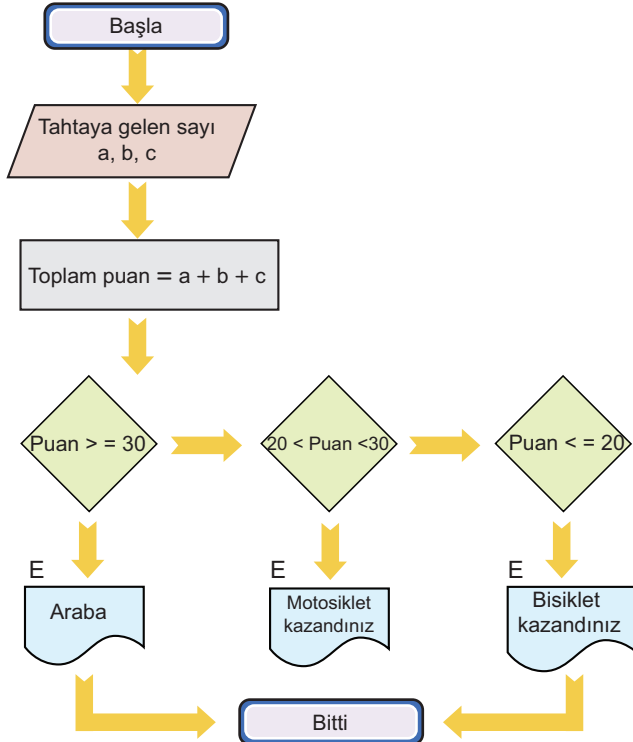 Başla
Tahtaya gelen sayı
a, b, c
Toplam puan = a + b + c
Puan > = 30
20 < Puan <30
Puan < = 20
E
E
E
Araba
Motosiklet
kazandınız
Bisiklet
kazandınız
Bitti